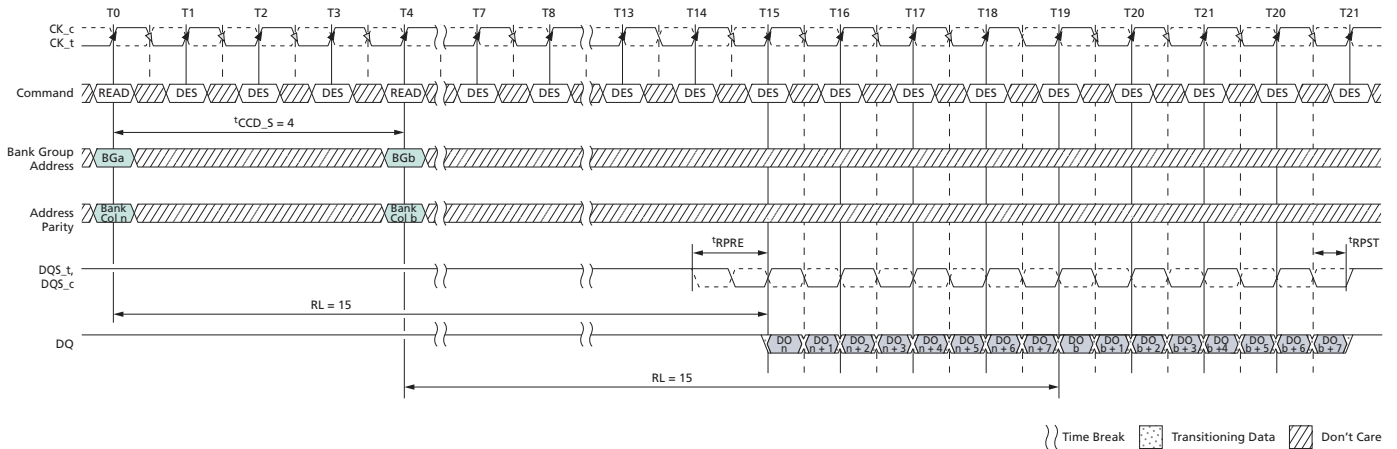 T0 T1 T2 T3 T4 T7 T8 T13 T14 T15 T16 T17 T18 T19 T20 T21 T20 T21
CK_c
CK_t
Command READ DES DES DES READ DES DES DES DES DES DES DES DES DES DES DES DES DES
tCCD_S = 4
Bank Group
Address
BGa BGb
Address
Parity
Bank
Col n
Bank
Col b
tRPRE tRPST
DQS_t,
DQS_c
RL = 15
DQ
DO
n
DO
n + 1
DO
n + 2
DO
n + 3
DO
n + 4
DO
n + 5
DO
n + 6
DO
n + 7
DO
b
DO
b + 1
DO
b + 2
DO
b + 3
DO
b +4
DO
b + 5
DO
b + 6
DO
b + 7
RL = 15
Time Break Transitioning Data Don't Care